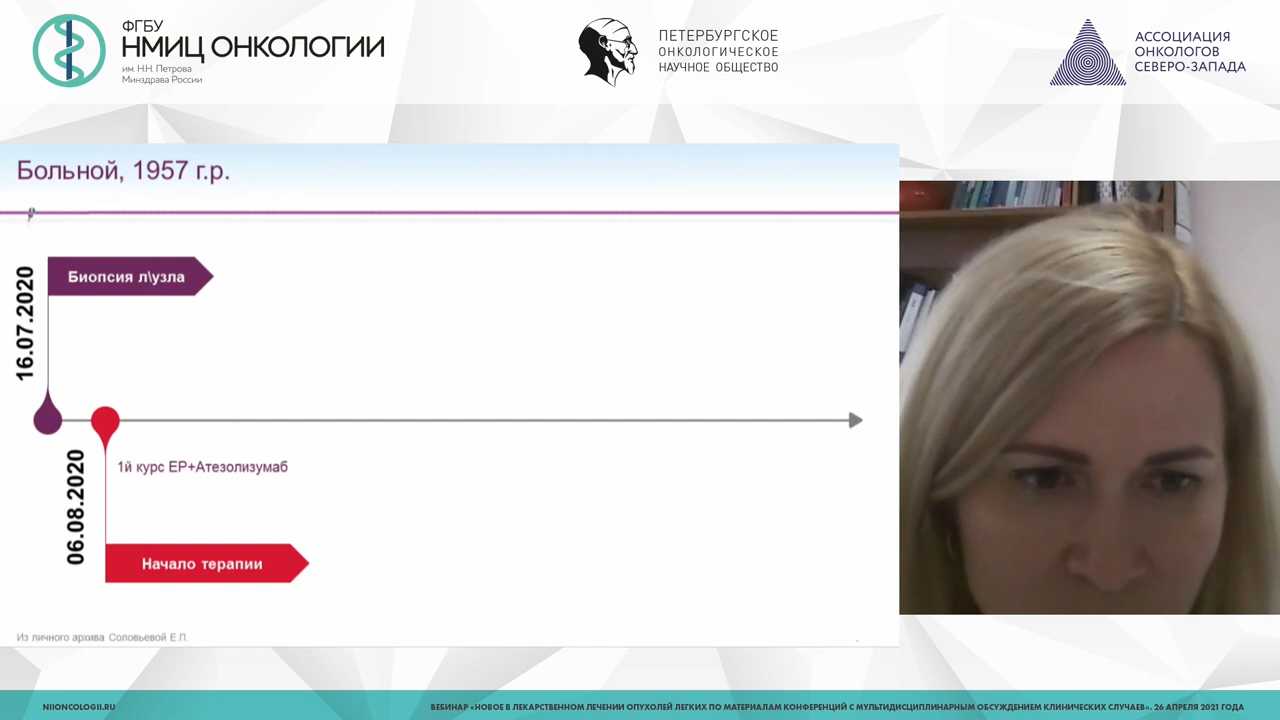 ФГБУ
НМИЦ ОНКОЛОГИИ
им. Н.Н. Петрова
Минздрава России
ПЕТЕРБУРГСКОЕ
ОНКОЛОГИЧЕСКОЕ
НАУЧНОЕ ОБЩЕСТВО
АССОЦИАЦИЯ
ОНКОЛОГОВ
СЕВЕРО-ЗАПАДА
Больной, 1957 г.р.
16.07.2020
Биопсия л\узла
06.08.2020
1й курс ЕР+Атезолизумаб
Начало терапии
Из личного архива Соловьевой Е.П.
NIIONCOLOGII.RU
ВЕБИНАР «НОВОЕ В ЛЕКАРСТВЕННОМ ЛЕЧЕНИИ ОПУХОЛЕЙ ЛЕГКИХ ПО МАТЕРИАЛАМ КОНФЕРЕНЦИЙ С МУЛЬТИДИСЦИПЛИНАРНЫМ ОБСУЖДЕНИЕМ КЛИНИЧЕСКИХ СЛУЧАЕВ». 26 АПРЕЛЯ 2021 ГОДА